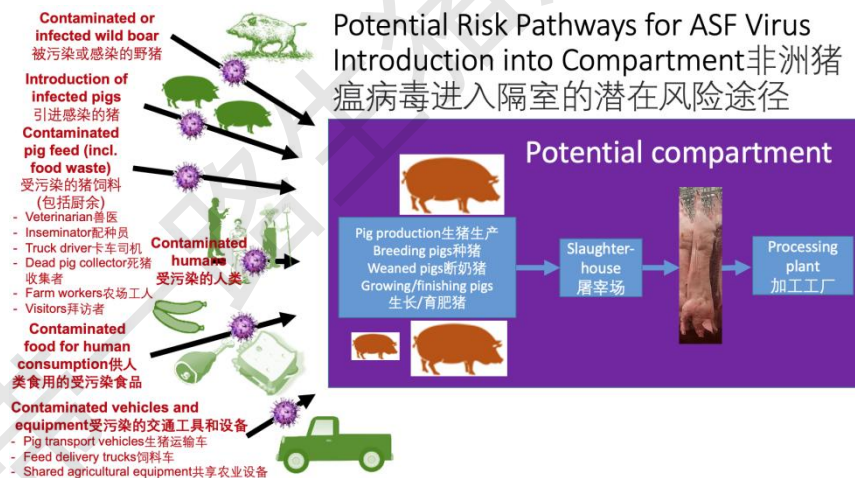 Potential Risk Pathways for ASF Virus
Introduction into Compartment非洲猪
瘟病毒进入隔室的潜在风险途径
Contaminated or
infected wild boar
被污染或感染的野猪
Introduction of
infected pigs
引进感染的猪
Contaminated
pig feed (incl.
food waste)
受污染的猪饲料
(包括厨余)
- Veterinarian兽医
- Inseminator配种员
- Truck driver卡车司机
- Dead pig collector死猪
收集者
- Farm workers农场工人
- Visitors拜访者
Contaminated
humans
受污染的人类
Contaminated
food for human
consumption供人
类食用的受污染食品
Contaminated vehicles and
equipment受污染的交通工具和设备
- Pig transport vehicles生猪运输车
- Feed delivery trucks饲料车
- Shared agricultural equipment共享农业设备
Potential compartment
Pig production生猪生产
Breeding pigs种猪
Weaned pigs断奶猪
Growing/finishing pigs
生长/育肥猪
Slaughter-
house
屠宰场
Processing
plant
加工工厂